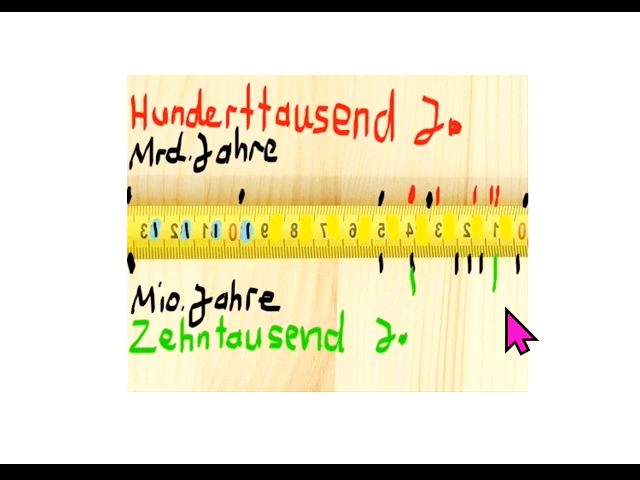 Hunderttausend J.
Mrd. Jahre
13 12 11 10 9 8 7 6 5 4 3 2 1 0
Mio. Jahre
Zehntausend J.